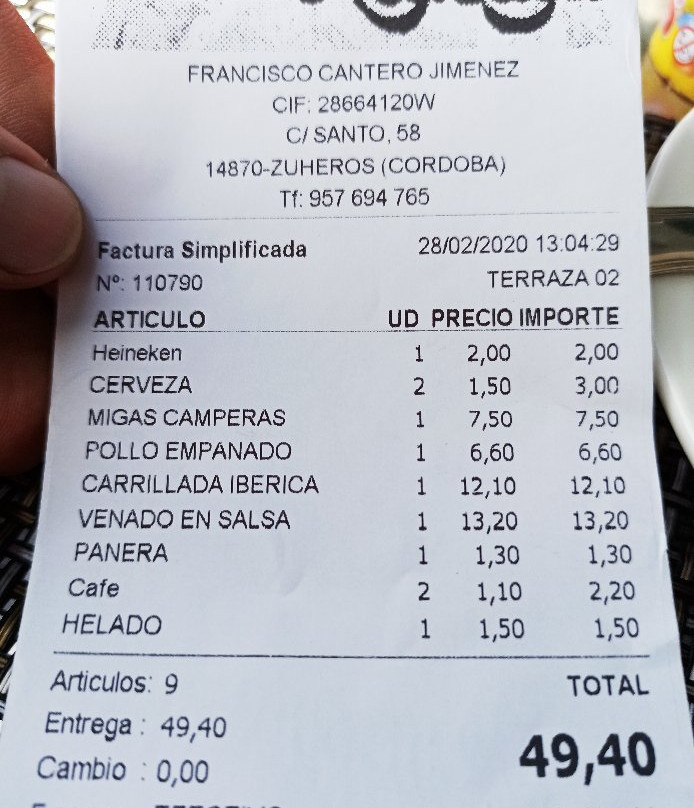 FRANCISCO CANTERO JIMENEZ
CIF: 28664120W
C/ SANTO, 58
14870-ZUHEROS (CORDOBA)
Tf: 957 694 765
Factura Simplificada 28/02/2020 13:04:29
Nº: 110790 TERRAZA 02
ARTICULO UD PRECIO IMPORTE
Heineken 1 2,00 2,00
CERVEZA 2 1,50 3,00
MIGAS CAMPERAS 1 7,50 7,50
POLLO EMPANADO 1 6,60 6,60
CARRILLADA IBERICA 1 12,10 12,10
VENADO EN SALSA 1 13,20 13,20
PANERA 1 1,30 1,30
Cafe 2 1,10 2,20
HELADO 1 1,50 1,50
Articulos: 9 TOTAL
Entrega : 49,40
49,40
Cambio : 0,00